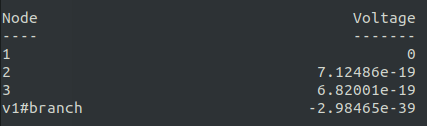 Node Voltage
---- -------
1 0
2 7.12486e-19
3 6.82001e-19
v1#branch -2.98465e-39